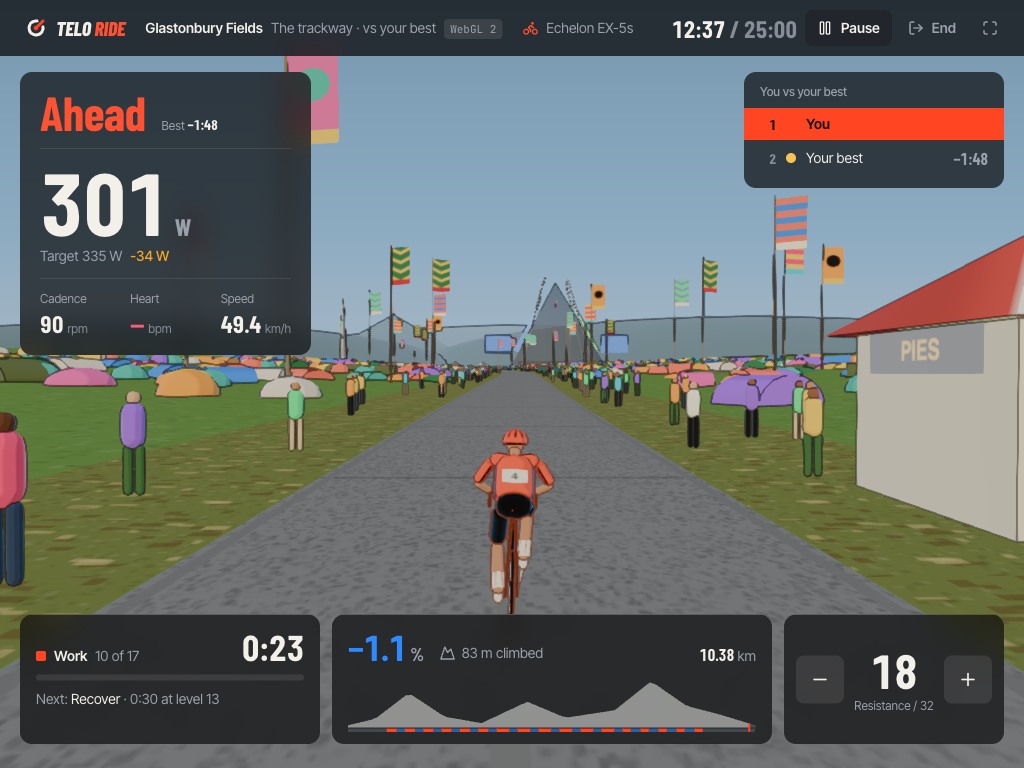 TELO RIDE Glastonbury Fields The trackway · vs your best WebGL 2 Echelon EX-5s 12:37 / 25:00 Pause End
Ahead Best −1:48
301 W
Target 335 W -34 W
Cadence Heart Speed
90 rpm — bpm 49.4 km/h
You vs your best
1 You
2 Your best −1:48
PIES
4
Work 10 of 17 0:23
Next: Recover · 0:30 at level 13
−1.1 % 83 m climbed 10.38 km
− 18 +
Resistance / 32